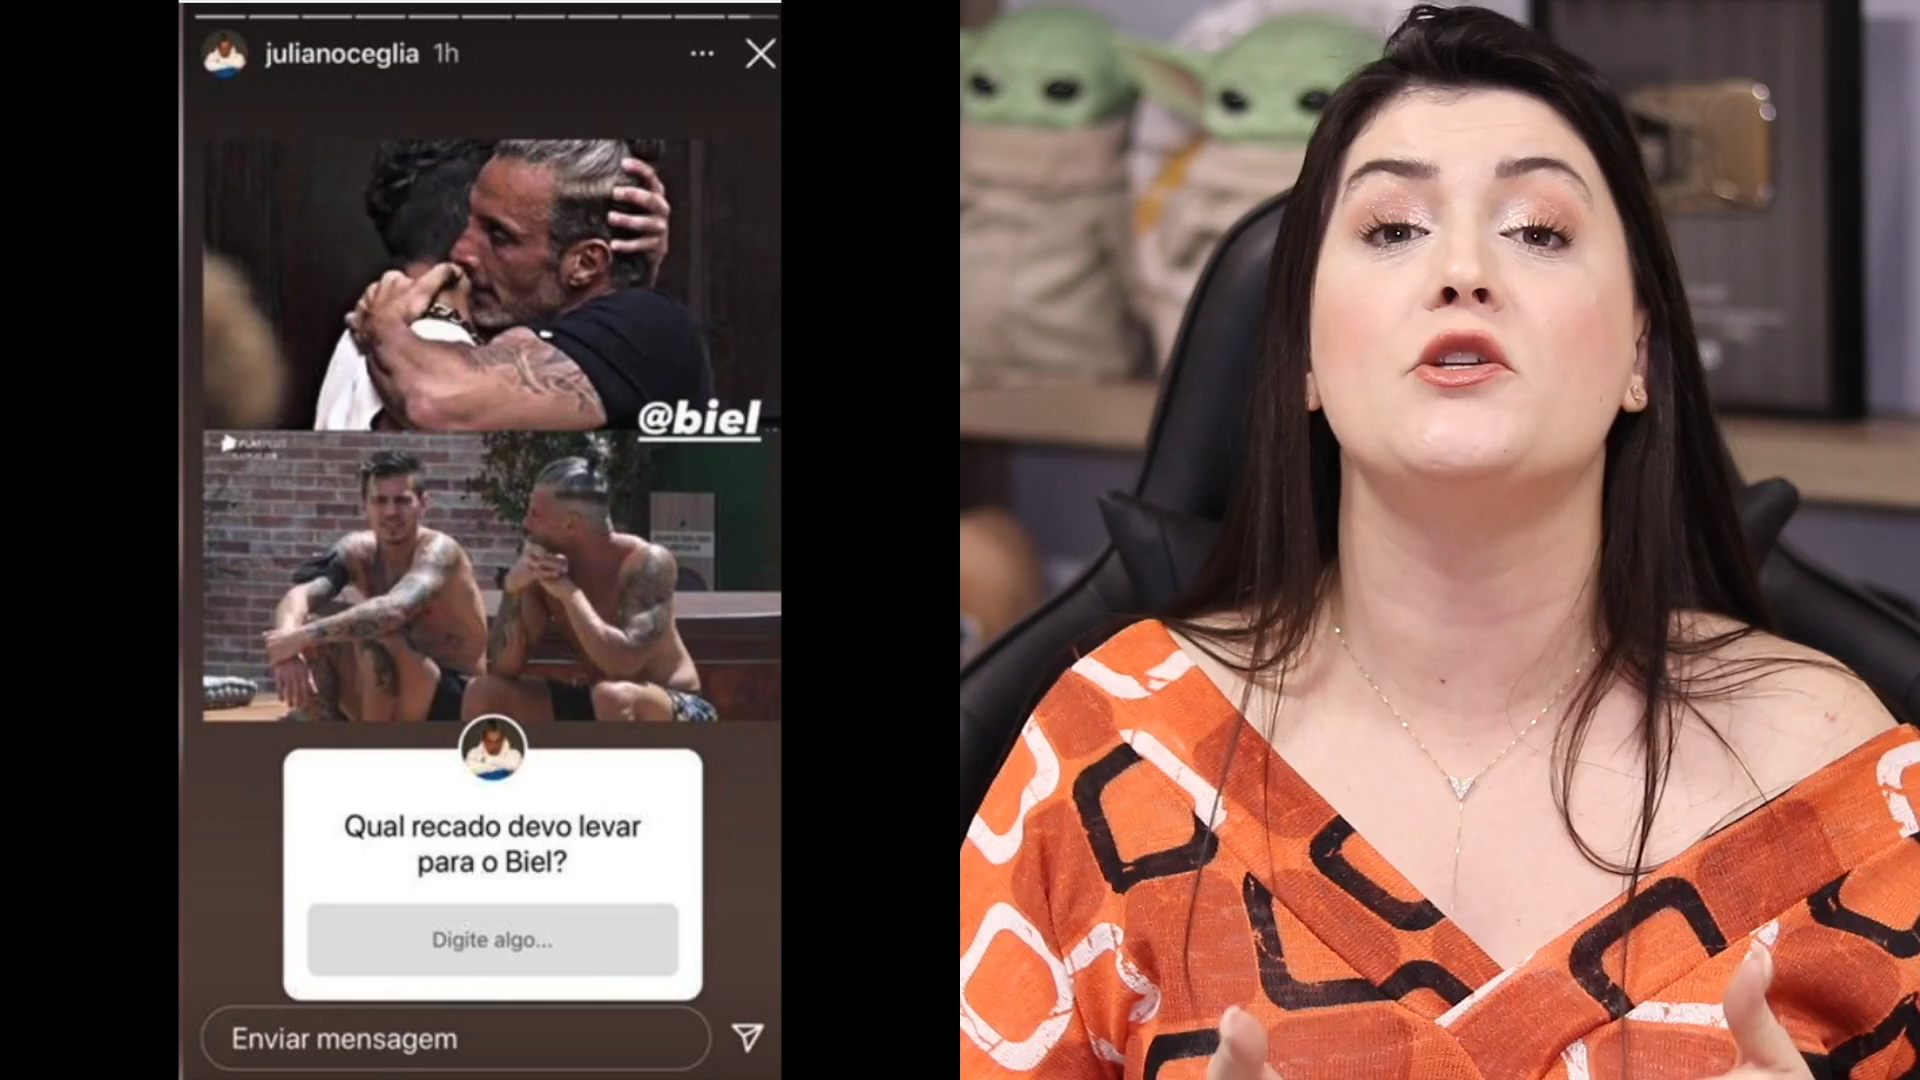 julianoceglia 1h
@biel
Qual recado devo levar
para o Biel?
Digite algo...
Enviar mensagem